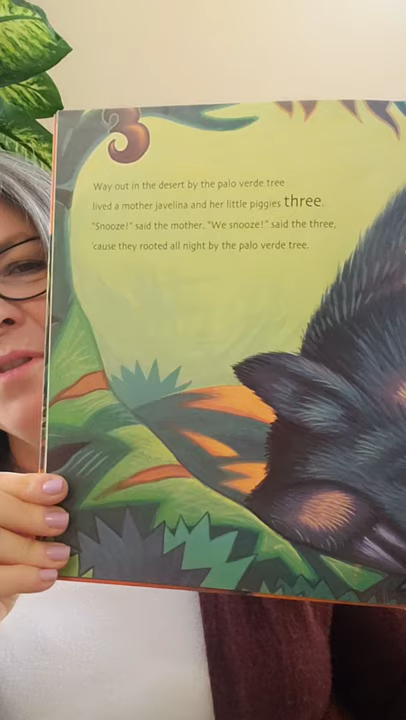 Way out in the desert by the palo verde tree
lived a mother javelina and her little piggies three.
"Snooze!" said the mother. "We snooze!" said the three,
'cause they rooted all night by the palo verde tree.